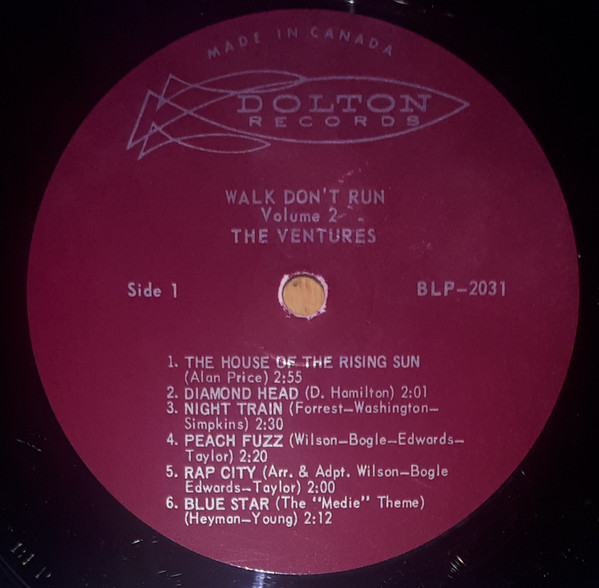 MADE IN CANADA
DOLTON
RECORDS
WALK DON'T RUN
Volume 2
THE VENTURES
Side 1
BLP-2031
1. THE HOUSE OF THE RISING SUN
(Alan Price) 2:55
2. DIAMOND HEAD (D. Hamilton) 2:01
3. NIGHT TRAIN (Forrest-Washington-
Simpkins) 2:30
4. PEACH FUZZ (Wilson-Bogle-Edwards-
Taylor) 2:20
5. RAP CITY (Arr. & Adpt. Wilson-Bogle
Edwards-Taylor) 2:00
6. BLUE STAR (The "Medie" Theme)
(Heyman-Young) 2:12